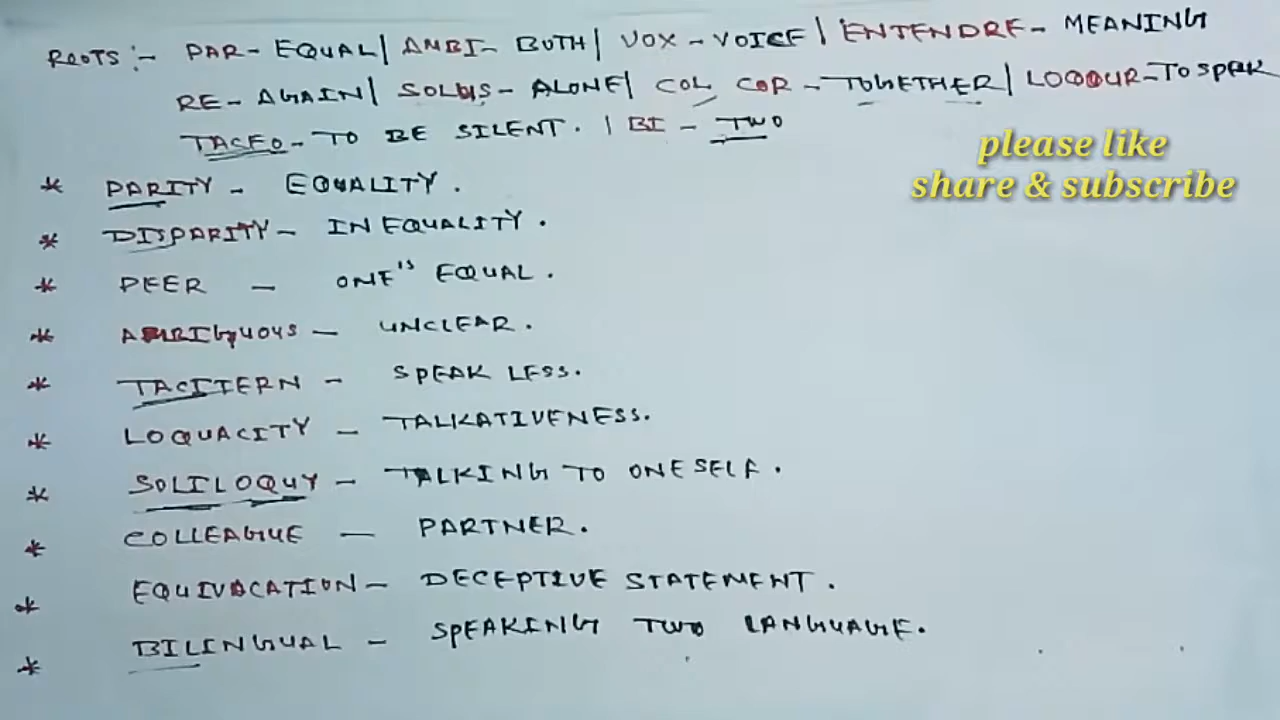 ROOTS :- PAR - EQUAL | AMBI - BOTH | VOX - VOICE | ENTENDRE - MEANING
RE - AGAIN | SOLUS - ALONE | COL, COR - TOGETHER | LOQOUR - TO SPEAK
TACEO - TO BE SILENT. | BI - TWO
please like
share & subscribe
* PARITY - EQUALITY.
* DISPARITY - INEQUALITY.
* PEER - ONE'S EQUAL.
* AMBIGUOUS - UNCLEAR.
* TACITERN - SPEAK LESS.
* LOQUACITY - TALKATIVENESS.
* SOLILOQUY - TALKING TO ONESELF.
* COLLEAGUE - PARTNER.
* EQUIVOCATION - DECEPTIVE STATEMENT.
* BILINGUAL - SPEAKING TWO LANGUAGE.